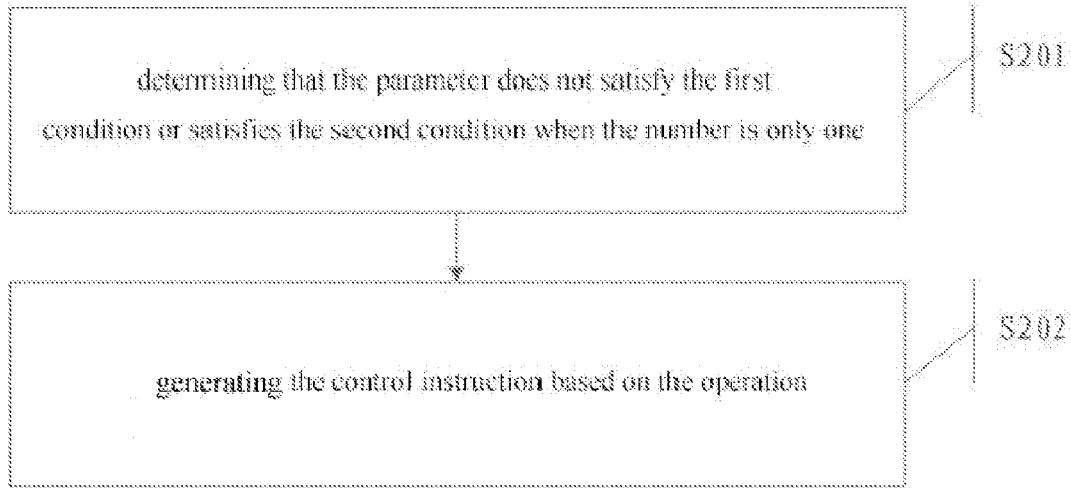 determining that the parameter does not satisfy the first
condition or satisfies the second condition when the number is only one
S201
generating the control instruction based on the operation
S202